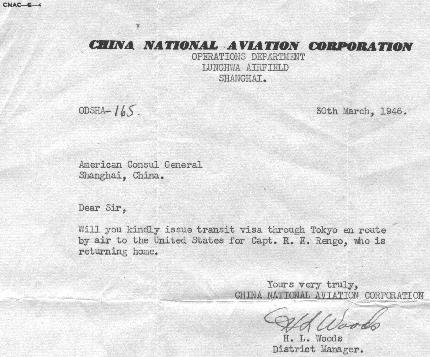 CNAC—6—4
CHINA NATIONAL AVIATION CORPORATION
OPERATIONS DEPARTMENT
LUNGHWA AIRFIELD
SHANGHAI.
ODSHA-165. 30th March, 1946.
American Consul General
Shanghai, China.
Dear Sir,
Will you kindly issue transit visa through Tokyo en route
by air to the United States for Capt. R. E. Rengo, who is
returning home.
Yours very truly,
CHINA NATIONAL AVIATION CORPORATION
H L Woods
H. L. Woods
District Manager.